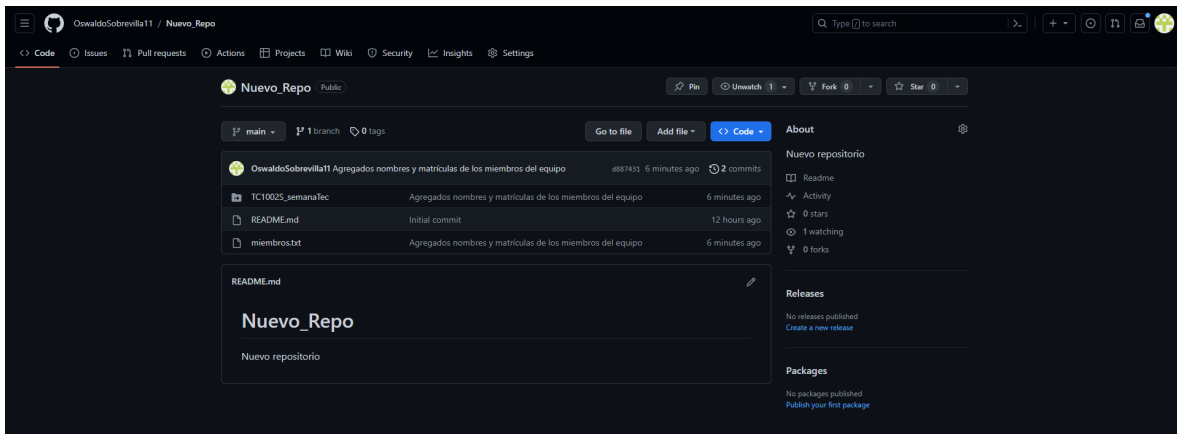 OswaldoSobrevilla11 / Nuevo_Repo
Type / to search
Code Issues Pull requests Actions Projects Wiki Security Insights Settings
Nuevo_Repo Public
Pin Unwatch 1 Fork 0 Star 0
main 1 branch 0 tags Go to file Add file Code
OswaldoSobrevilla11 Agregados nombres y matrículas de los miembros del equipo d887431 6 minutes ago 2 commits
TC1002S_semanaTec Agregados nombres y matrículas de los miembros del equipo 6 minutes ago
README.md Initial commit 12 hours ago
miembros.txt Agregados nombres y matrículas de los miembros del equipo 6 minutes ago
README.md
Nuevo_Repo
Nuevo repositorio
About
Nuevo repositorio
Readme
Activity
0 stars
1 watching
0 forks
Releases
No releases published
Create a new release
Packages
No packages published
Publish your first package